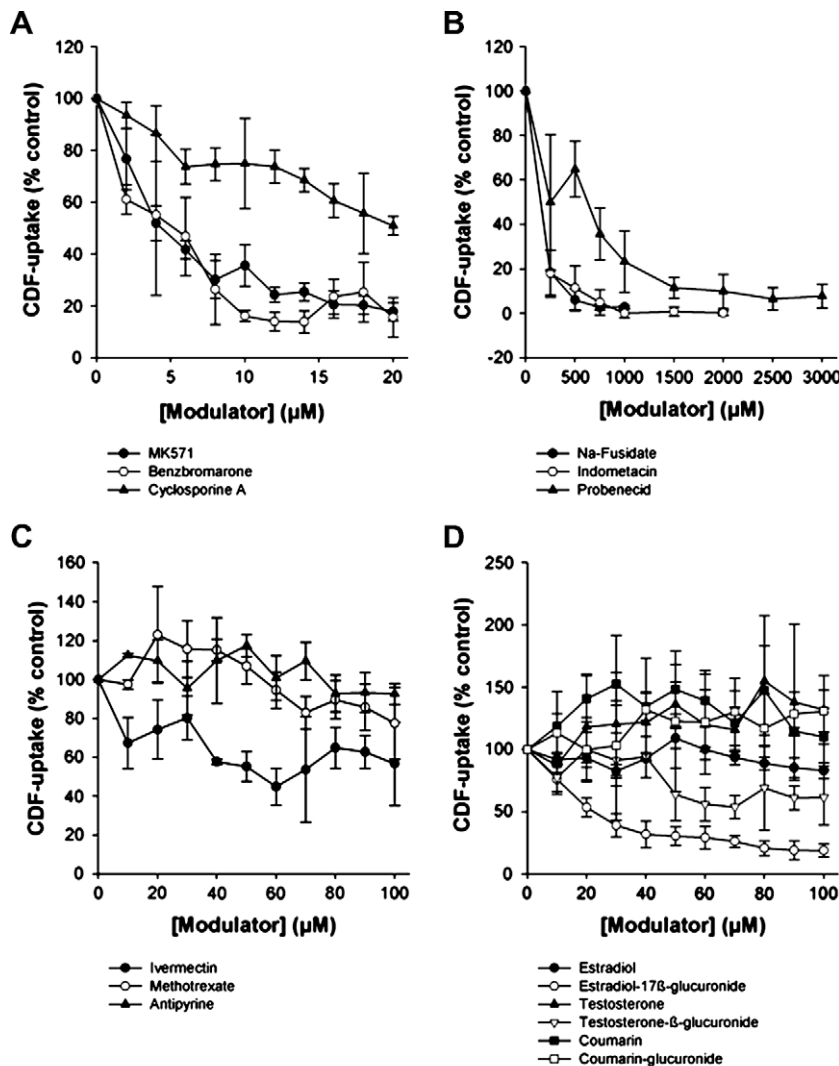 A
CDF-uptake (% control)
120
100
80
60
40
20
0
0 5 10 15 20
[Modulator] (µM)
MK571
Benzbromarone
Cyclosporine A
B
CDF-uptake (% control)
120
100
80
60
40
20
0
-20
0 500 1000 1500 2000 2500 3000
[Modulator] (µM)
Na-Fusidate
Indometacin
Probenecid
C
CDF-uptake (% control)
160
140
120
100
80
60
40
20
0
0 20 40 60 80 100
[Modulator] (µM)
Ivermectin
Methotrexate
Antipyrine
D
CDF-uptake (% control)
250
200
150
100
50
0
0 20 40 60 80 100
[Modulator] (µM)
Estradiol
Estradiol-17ß-glucuronide
Testosterone
Testosterone-ß-glucuronide
Coumarin
Coumarin-glucuronide